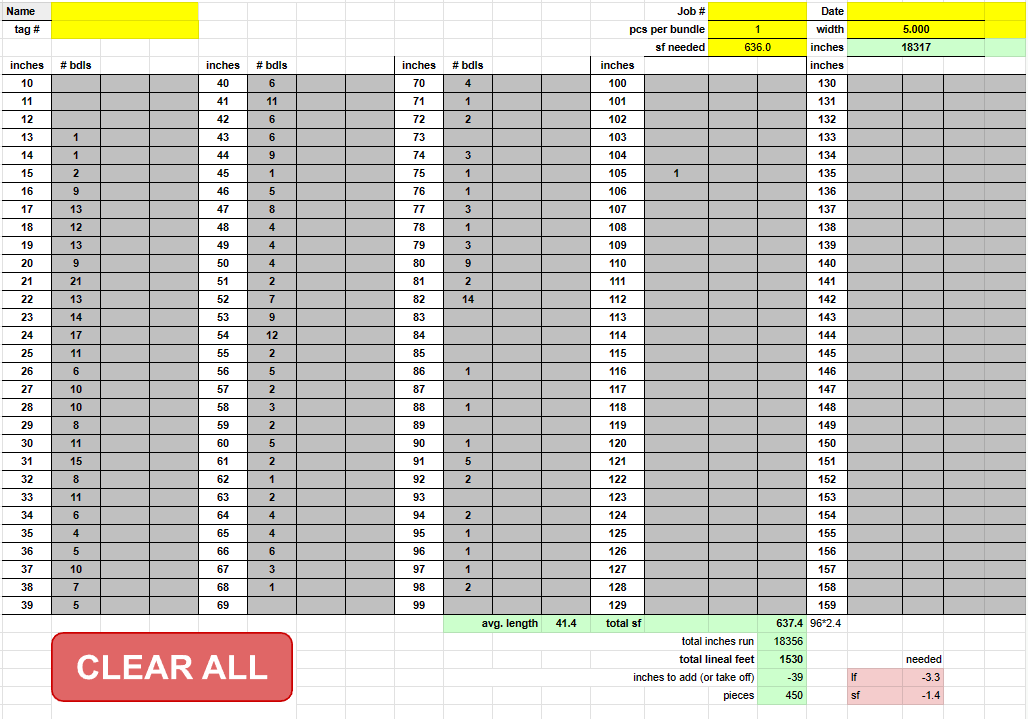 Name Job # Date
tag # pcs per bundle 1 width 5.000
sf needed 636.0 inches 18317
inches # bdls inches # bdls inches # bdls inches inches
10 40 6 70 4 100 130
11 41 11 71 1 101 131
12 42 6 72 2 102 132
13 1 43 6 73 103 133
14 1 44 9 74 3 104 134
15 2 45 1 75 1 105 1 135
16 9 46 5 76 1 106 136
17 13 47 8 77 3 107 137
18 12 48 4 78 1 108 138
19 13 49 4 79 3 109 139
20 9 50 4 80 9 110 140
21 21 51 2 81 2 111 141
22 13 52 7 82 14 112 142
23 14 53 9 83 113 143
24 17 54 12 84 114 144
25 11 55 2 85 115 145
26 6 56 5 86 1 116 146
27 10 57 2 87 117 147
28 10 58 3 88 1 118 148
29 8 59 2 89 119 149
30 11 60 5 90 1 120 150
31 15 61 2 91 5 121 151
32 8 62 1 92 2 122 152
33 11 63 2 93 123 153
34 6 64 4 94 2 124 154
35 4 65 4 95 1 125 155
36 5 66 6 96 1 126 156
37 10 67 3 97 1 127 157
38 7 68 1 98 2 128 158
39 5 69 99 129 159
avg. length 41.4 total sf 637.4 96*2.4
total inches run 18356
total lineal feet 1530 needed
inches to add (or take off) -39 lf -3.3
pieces 450 sf -1.4
CLEAR ALL